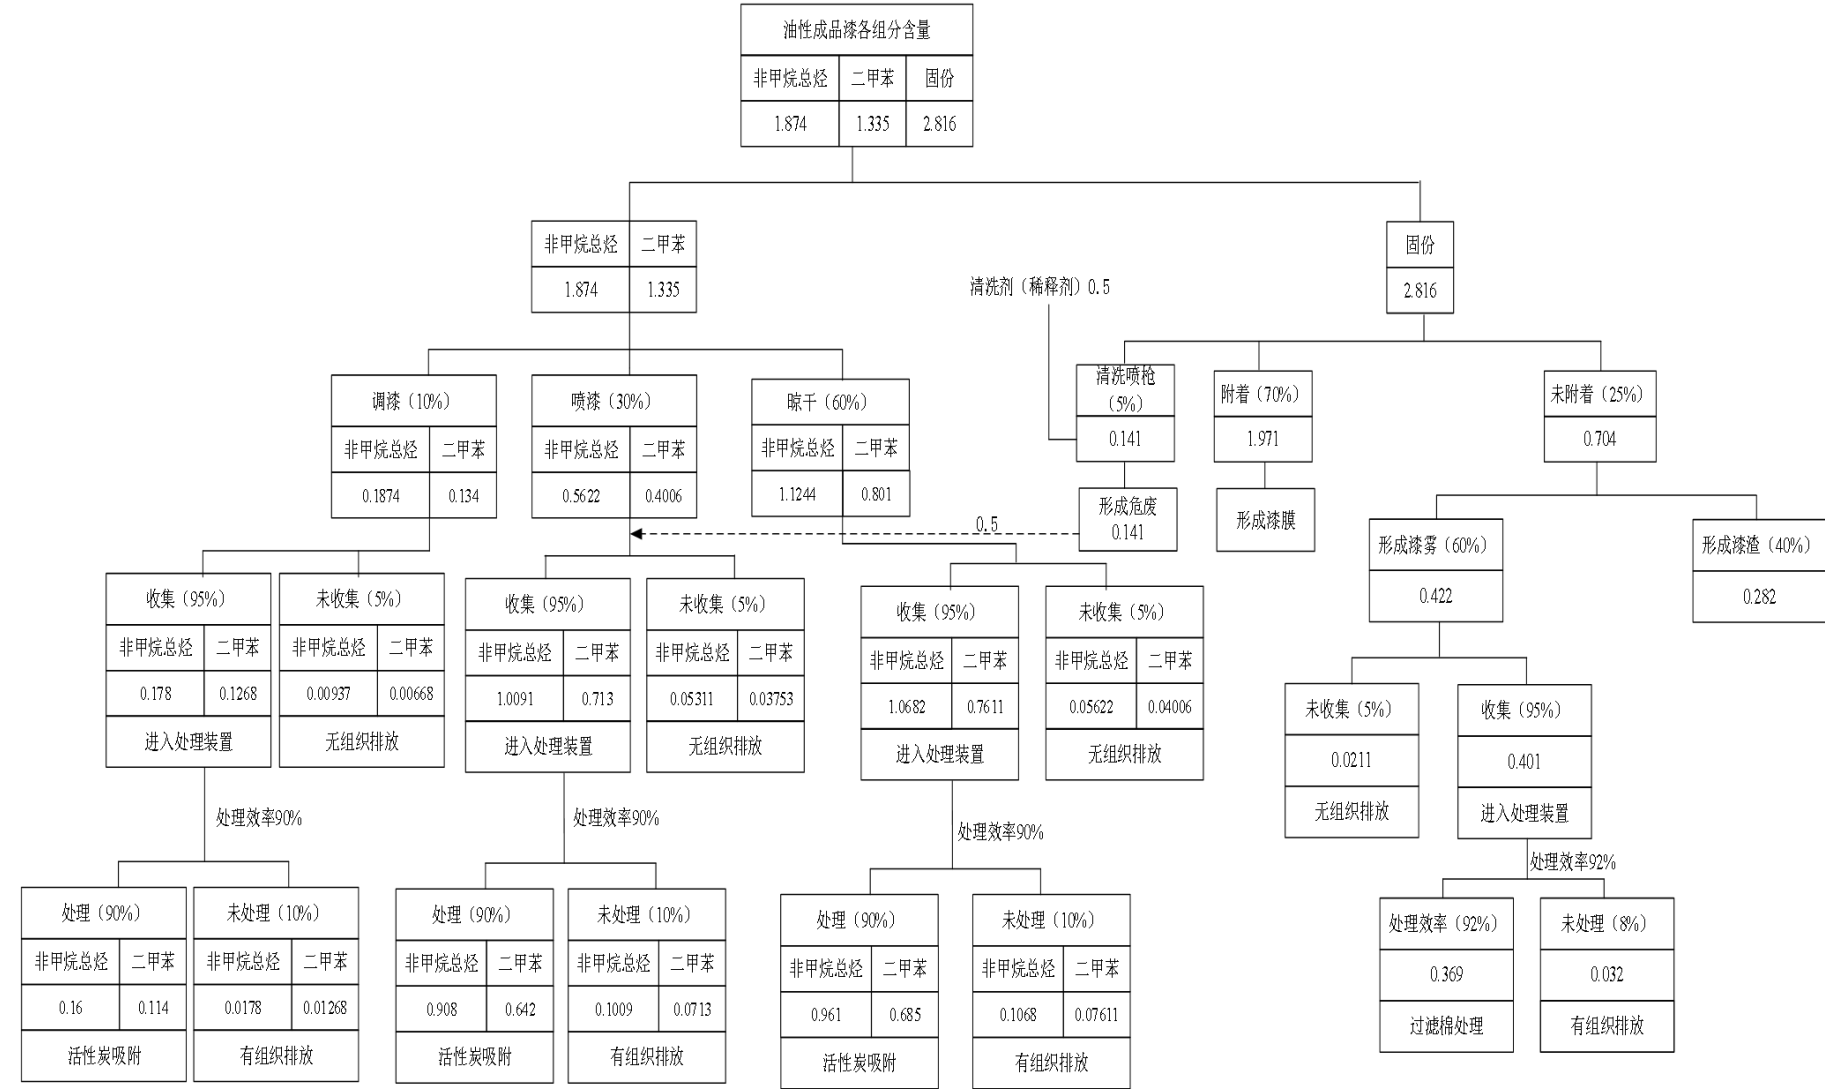 油性成品漆各组分含量
非甲烷总烃 二甲苯 固份
1.874 1.335 2.816
非甲烷总烃 二甲苯
1.874 1.335
固份
2.816
清洗剂（稀释剂）0.5
调漆（10%）
非甲烷总烃 二甲苯
0.1874 0.134
喷漆（30%）
非甲烷总烃 二甲苯
0.5622 0.4006
晾干（60%）
非甲烷总烃 二甲苯
1.1244 0.801
清洗喷枪
（5%）
0.141
形成危废
0.141
0.5
附着（70%）
1.971
形成漆膜
未附着（25%）
0.704
形成漆雾（60%）
0.422
形成漆渣（40%）
0.282
收集（95%）
非甲烷总烃 二甲苯
0.178 0.1268
进入处理装置
未收集（5%）
非甲烷总烃 二甲苯
0.00937 0.00668
无组织排放
收集（95%）
非甲烷总烃 二甲苯
1.0091 0.713
进入处理装置
未收集（5%）
非甲烷总烃 二甲苯
0.05311 0.03753
无组织排放
收集（95%）
非甲烷总烃 二甲苯
1.0682 0.7611
进入处理装置
未收集（5%）
非甲烷总烃 二甲苯
0.05622 0.04006
无组织排放
未收集（5%）
0.0211
无组织排放
收集（95%）
0.401
进入处理装置
处理效率90%
处理效率90%
处理效率90%
处理效率92%
处理（90%）
非甲烷总烃 二甲苯
0.16 0.114
活性炭吸附
未处理（10%）
非甲烷总烃 二甲苯
0.0178 0.01268
有组织排放
处理（90%）
非甲烷总烃 二甲苯
0.908 0.642
活性炭吸附
未处理（10%）
非甲烷总烃 二甲苯
0.1009 0.0713
有组织排放
处理（90%）
非甲烷总烃 二甲苯
0.961 0.685
活性炭吸附
未处理（10%）
非甲烷总烃 二甲苯
0.1068 0.07611
有组织排放
处理效率（92%）
0.369
过滤棉处理
未处理（8%）
0.032
有组织排放